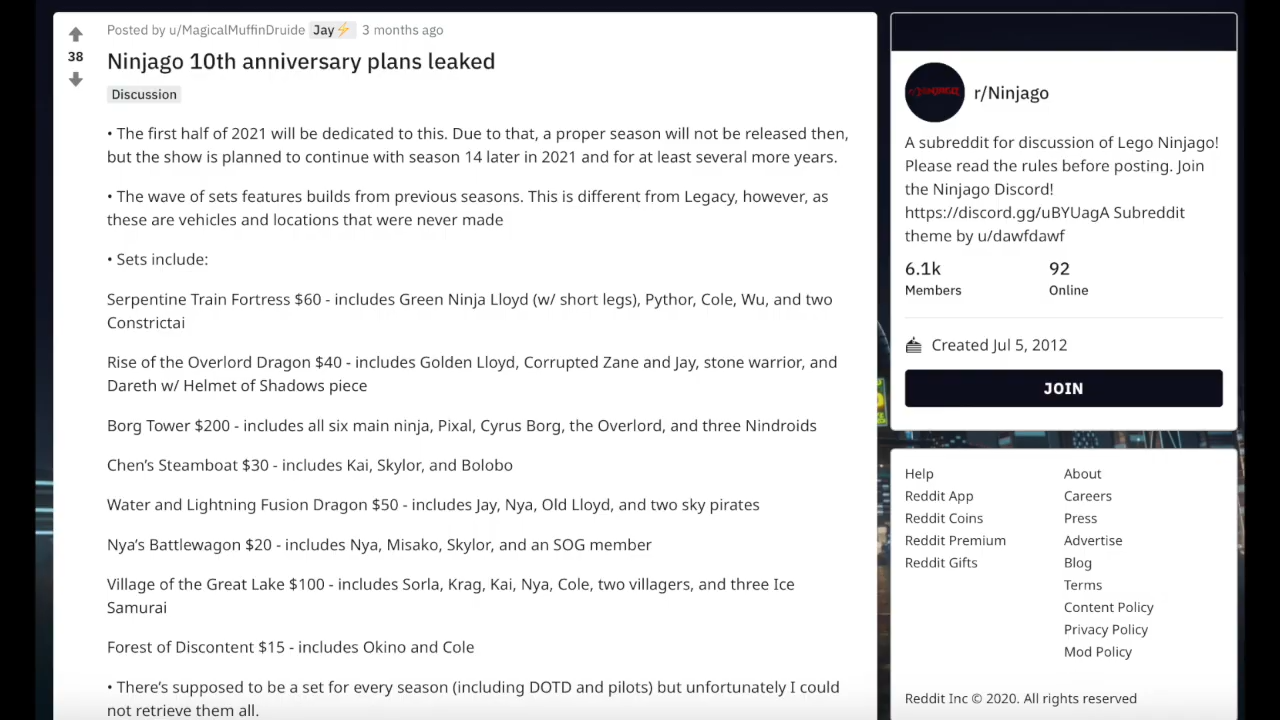 Posted by u/MagicalMuffinDruide Jay⚡ 3 months ago
38
Ninjago 10th anniversary plans leaked
Discussion
• The first half of 2021 will be dedicated to this. Due to that, a proper season will not be released then,
but the show is planned to continue with season 14 later in 2021 and for at least several more years.
• The wave of sets features builds from previous seasons. This is different from Legacy, however, as
these are vehicles and locations that were never made
• Sets include:
Serpentine Train Fortress $60 - includes Green Ninja Lloyd (w/ short legs), Pythor, Cole, Wu, and two
Constrictai
Rise of the Overlord Dragon $40 - includes Golden Lloyd, Corrupted Zane and Jay, stone warrior, and
Dareth w/ Helmet of Shadows piece
Borg Tower $200 - includes all six main ninja, Pixal, Cyrus Borg, the Overlord, and three Nindroids
Chen's Steamboat $30 - includes Kai, Skylor, and Bolobo
Water and Lightning Fusion Dragon $50 - includes Jay, Nya, Old Lloyd, and two sky pirates
Nya's Battlewagon $20 - includes Nya, Misako, Skylor, and an SOG member
Village of the Great Lake $100 - includes Sorla, Krag, Kai, Nya, Cole, two villagers, and three Ice
Samurai
Forest of Discontent $15 - includes Okino and Cole
• There's supposed to be a set for every season (including DOTD and pilots) but unfortunately I could
not retrieve them all.
NINJAGO
r/Ninjago
A subreddit for discussion of Lego Ninjago!
Please read the rules before posting. Join
the Ninjago Discord!
https://discord.gg/uBYUagA Subreddit
theme by u/dawfdawf
6.1k 92
Members Online
Created Jul 5, 2012
JOIN
Help About
Reddit App Careers
Reddit Coins Press
Reddit Premium Advertise
Reddit Gifts Blog
Terms
Content Policy
Privacy Policy
Mod Policy
Reddit Inc © 2020. All rights reserved